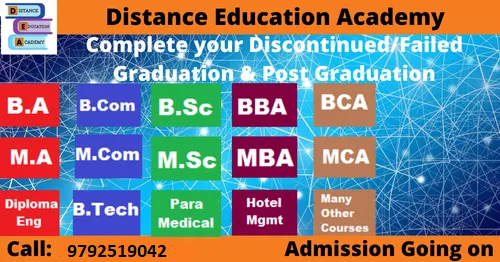 DISTANCE
EDUCATION
ACADEMY
Distance Education Academy
Complete your Discontinued/Failed
Graduation & Post Graduation
B.A
B.Com
B.Sc
BBA
BCA
M.A
M.Com
M.Sc
MBA
MCA
Diploma
Eng
B.Tech
Para
Medical
Hotel
Mgmt
Many
Other
Courses
Call: 9792519042
Admission Going on